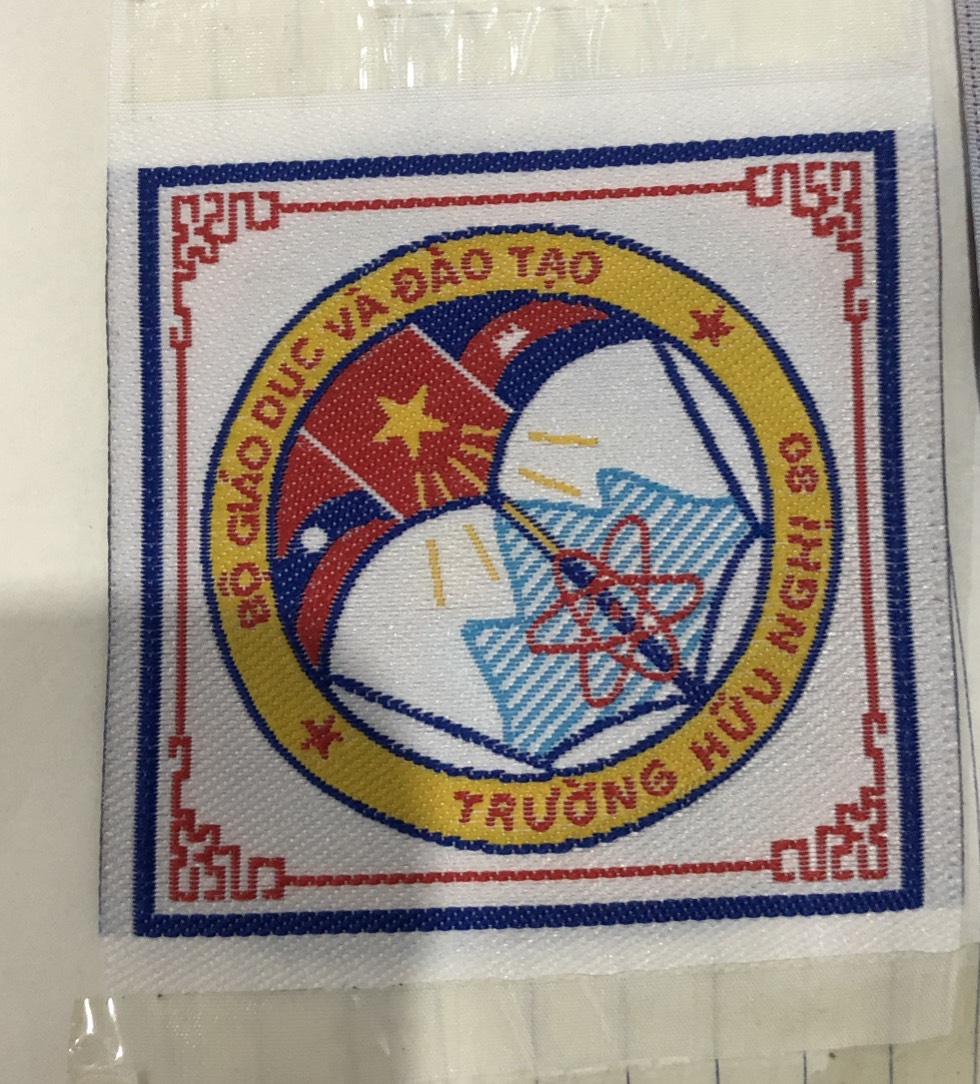 BỘ GIÁO DỤC VÀ ĐÀO TẠO
TRƯỜNG HỮU NGHỊ 80